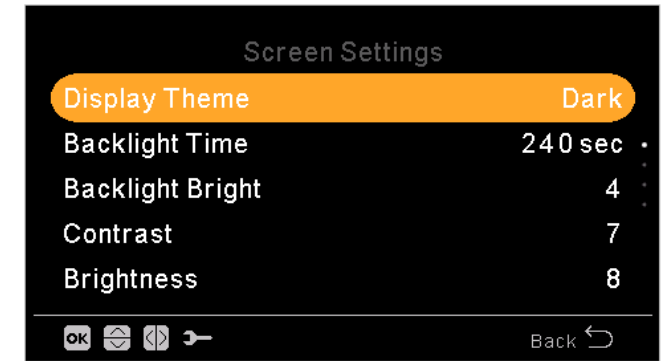 Screen Settings
Display Theme Dark
Backlight Time 240 sec
Backlight Bright 4
Contrast 7
Brightness 8
OK Back